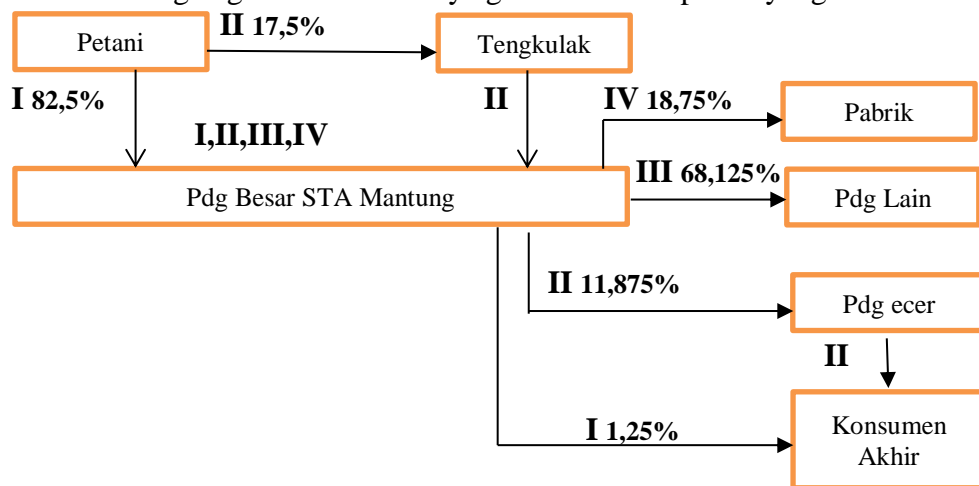 Petani
II 17,5%
Tengkulak
I 82,5%
II
IV 18,75%
Pabrik
I,II,III,IV
III 68,125%
Pdg Besar STA Mantung
Pdg Lain
II 11,875%
Pdg ecer
II
I 1,25%
Konsumen
Akhir